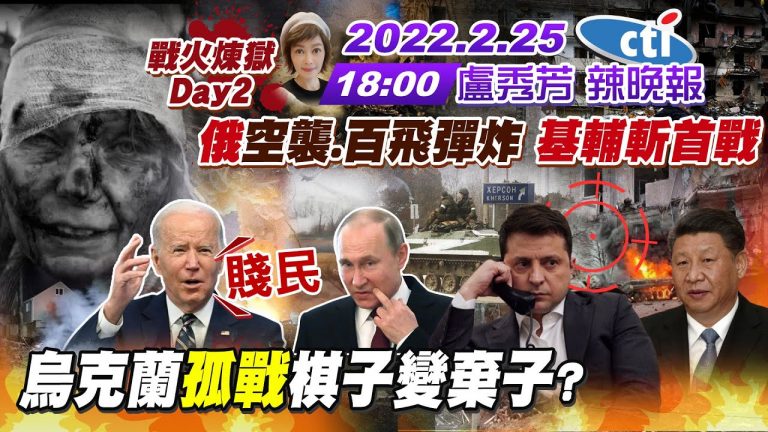 戰火煉獄
Day2
2022.2.25
cti
18:00
盧秀芳 辣晚報
俄空襲.百飛彈炸 基輔斬首戰
ХЕРСОН
KHERSON
賤民
烏克蘭孤戰棋子變棄子?